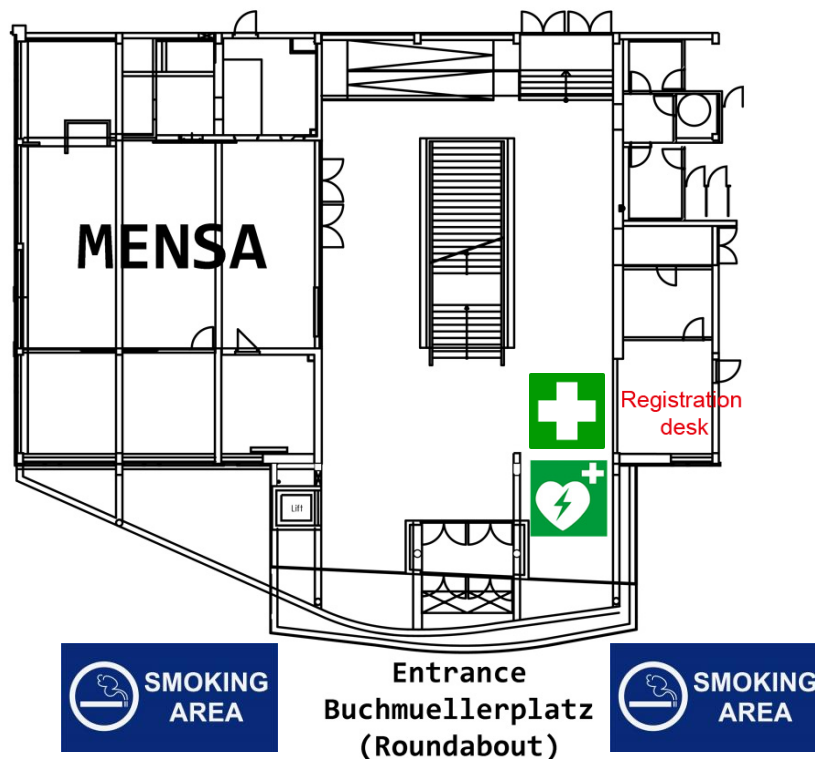 MENSA
Registration
desk
Lift
SMOKING
AREA
Entrance
Buchmuellerplatz
(Roundabout)
SMOKING
AREA